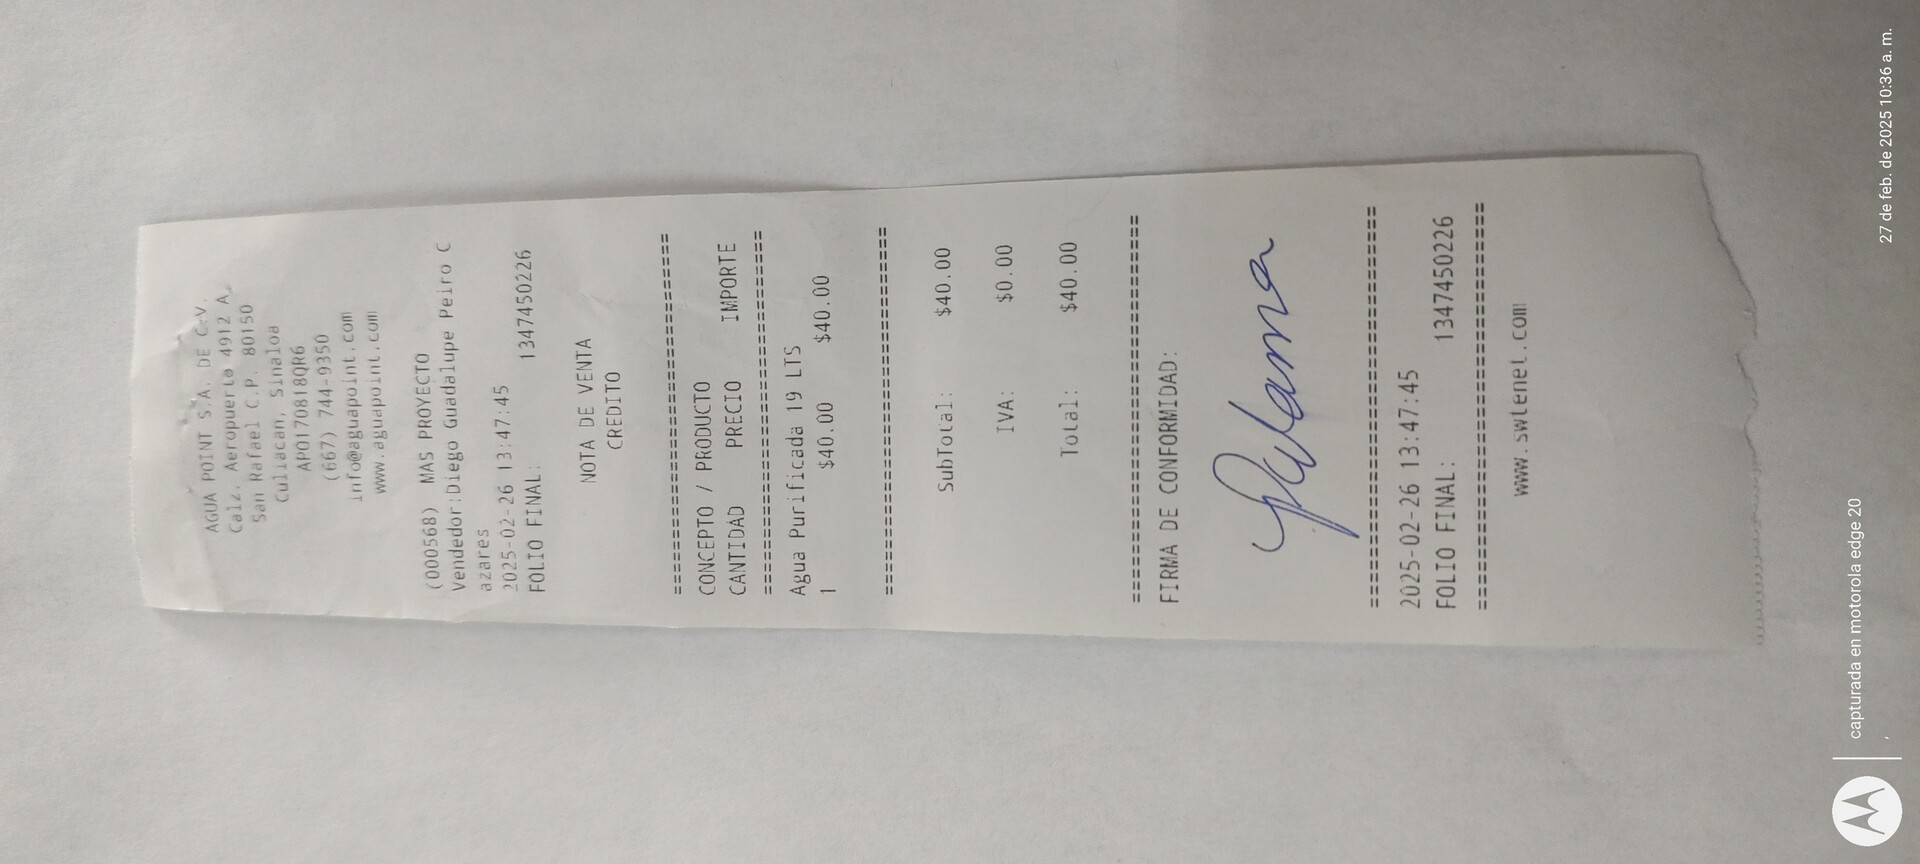 AGUA POINT S.A. DE C.V.
Calz. Aeropuerto 4912 A,
San Rafael C.P. 80150
Culiacan, Sinaloa
APO170818QR6
(667) 744-9350
info@aguapoint.com
www.aguapoint.com
(000568) MAS PROYECTO
Vendedor:Diego Guadalupe Peiro C
azares
2025-02-26 13:47:45
FOLIO FINAL: 1347450226
NOTA DE VENTA
CREDITO
================================
CONCEPTO / PRODUCTO
CANTIDAD PRECIO IMPORTE
================================
Agua Purificada 19 LTS
1 $40.00 $40.00
================================
SubTotal: $40.00
IVA: $0.00
Total: $40.00
================================
FIRMA DE CONFORMIDAD:
Paloma
================================
2025-02-26 13:47:45
FOLIO FINAL: 1347450226
================================
www.swtenet.com
capturada en motorola edge 20
,
27 de feb. de 2025 10:36 a. m.